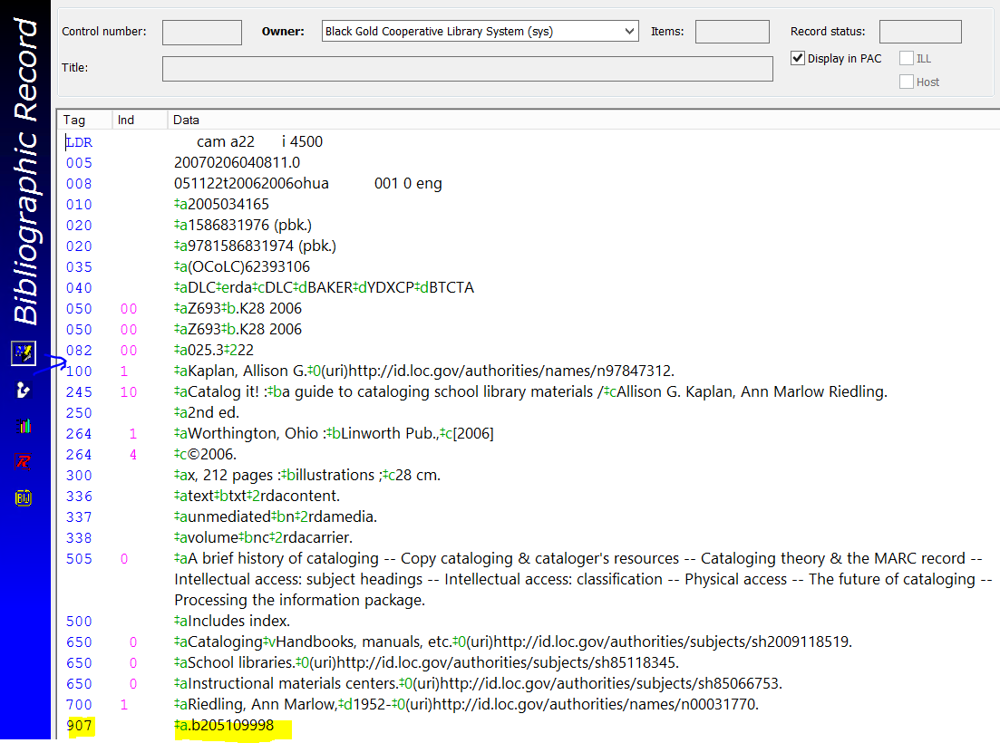 Bibliographic Record
Control number: Owner: Black Gold Cooperative Library System (sys) Items: Record status:
Title: Display in PAC ILL
Host
Tag Ind Data
LDR cam a22 i 4500
005 20070206040811.0
008 051122t20062006ohua 001 0 eng
010 ‡a2005034165
020 ‡a1586831976 (pbk.)
020 ‡a9781586831974 (pbk.)
035 ‡a(OCoLC)62393106
040 ‡aDLC‡erda‡cDLC‡dBAKER‡dYDXCP‡dBTCTA
050 00 ‡aZ693‡b.K28 2006
050 00 ‡aZ693‡b.K28 2006
082 00 ‡a025.3‡222
100 1 ‡aKaplan, Allison G.‡0(uri)http://id.loc.gov/authorities/names/n97847312.
245 10 ‡aCatalog it! :‡ba guide to cataloging school library materials /‡cAllison G. Kaplan, Ann Marlow Riedling.
250 ‡a2nd ed.
264 1 ‡aWorthington, Ohio :‡bLinworth Pub.,‡c[2006]
264 4 ‡c©2006.
300 ‡ax, 212 pages :‡billustrations ;‡c28 cm.
336 ‡atext‡btxt‡2rdacontent.
337 ‡aunmediated‡bn‡2rdamedia.
338 ‡avolume‡bnc‡2rdacarrier.
505 0 ‡aA brief history of cataloging -- Copy cataloging & cataloger's resources -- Cataloging theory & the MARC record --
Intellectual access: subject headings -- Intellectual access: classification -- Physical access -- The future of cataloging --
Processing the information package.
500 ‡aIncludes index.
650 0 ‡aCataloging‡vHandbooks, manuals, etc.‡0(uri)http://id.loc.gov/authorities/subjects/sh2009118519.
650 0 ‡aSchool libraries.‡0(uri)http://id.loc.gov/authorities/subjects/sh85118345.
650 0 ‡aInstructional materials centers.‡0(uri)http://id.loc.gov/authorities/subjects/sh85066753.
700 1 ‡aRiedling, Ann Marlow,‡d1952-‡0(uri)http://id.loc.gov/authorities/names/n00031770.
907 ‡a.b205109998